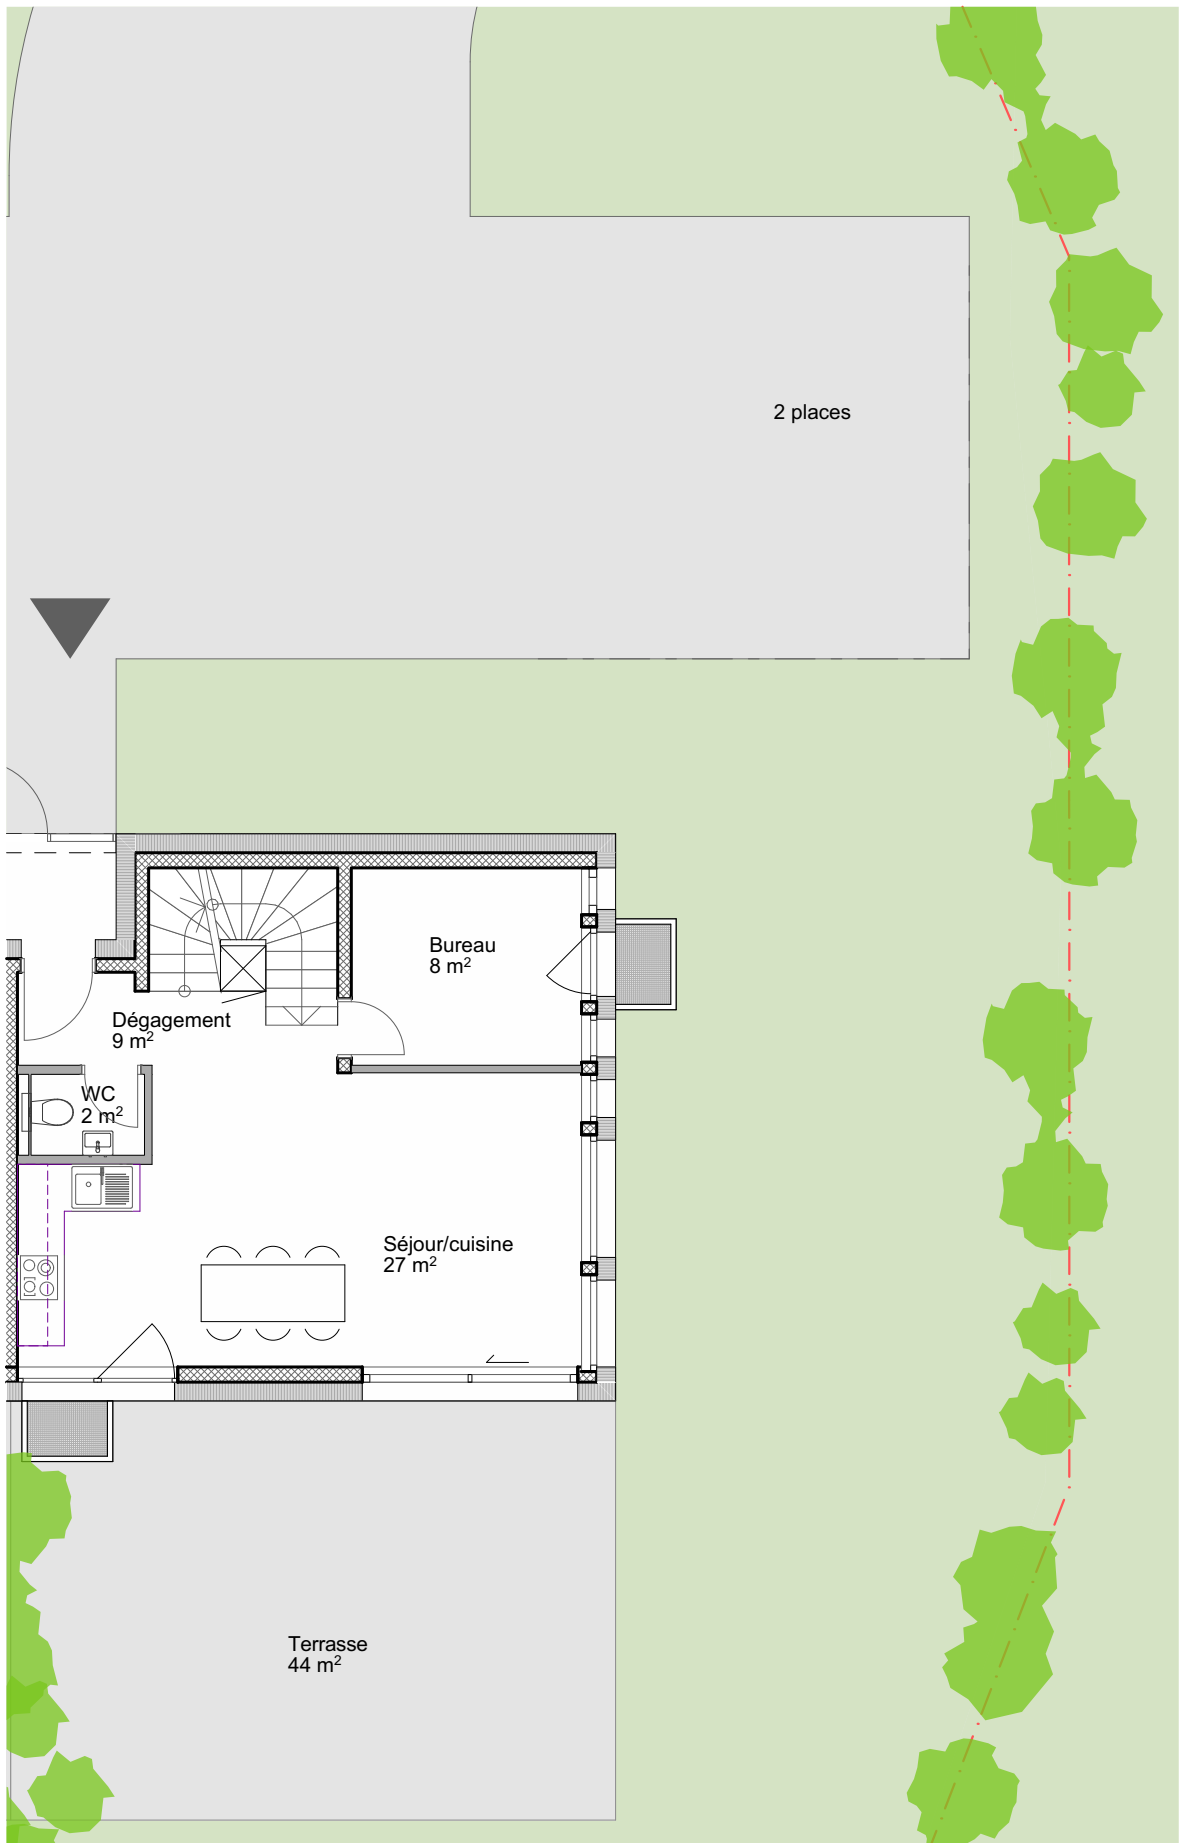 2 places
Bureau
8 m²
Dégagement
9 m²
WC
2 m²
Séjour/cuisine
27 m²
Terrasse
44 m²